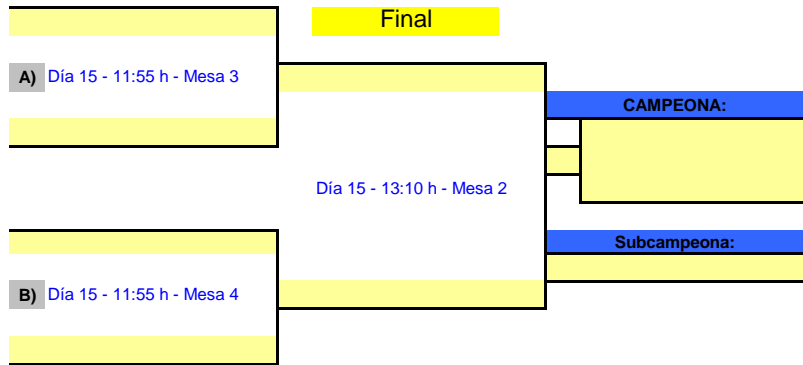 Final
A) Día 15 - 11:55 h - Mesa 3
CAMPEONA:
Día 15 - 13:10 h - Mesa 2
Subcampeona:
B) Día 15 - 11:55 h - Mesa 4